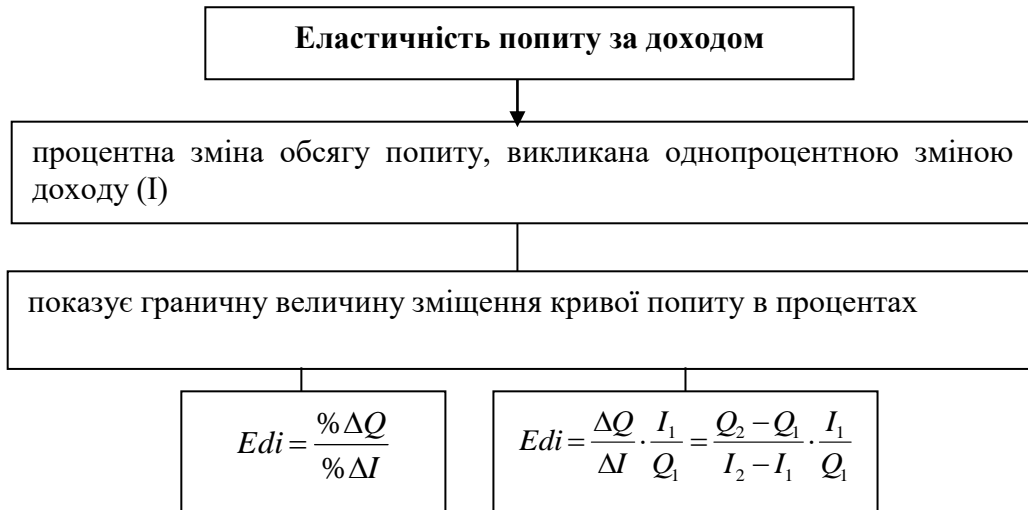 Еластичність попиту за доходом
процентна зміна обсягу попиту, викликана однопроцентною зміною
доходу (І)
показує граничну величину зміщення кривої попиту в процентах
Edi = % ΔQ / % ΔI
Edi = ΔQ / ΔI · I₁ / Q₁ = Q₂ − Q₁ / I₂ − I₁ · I₁ / Q₁